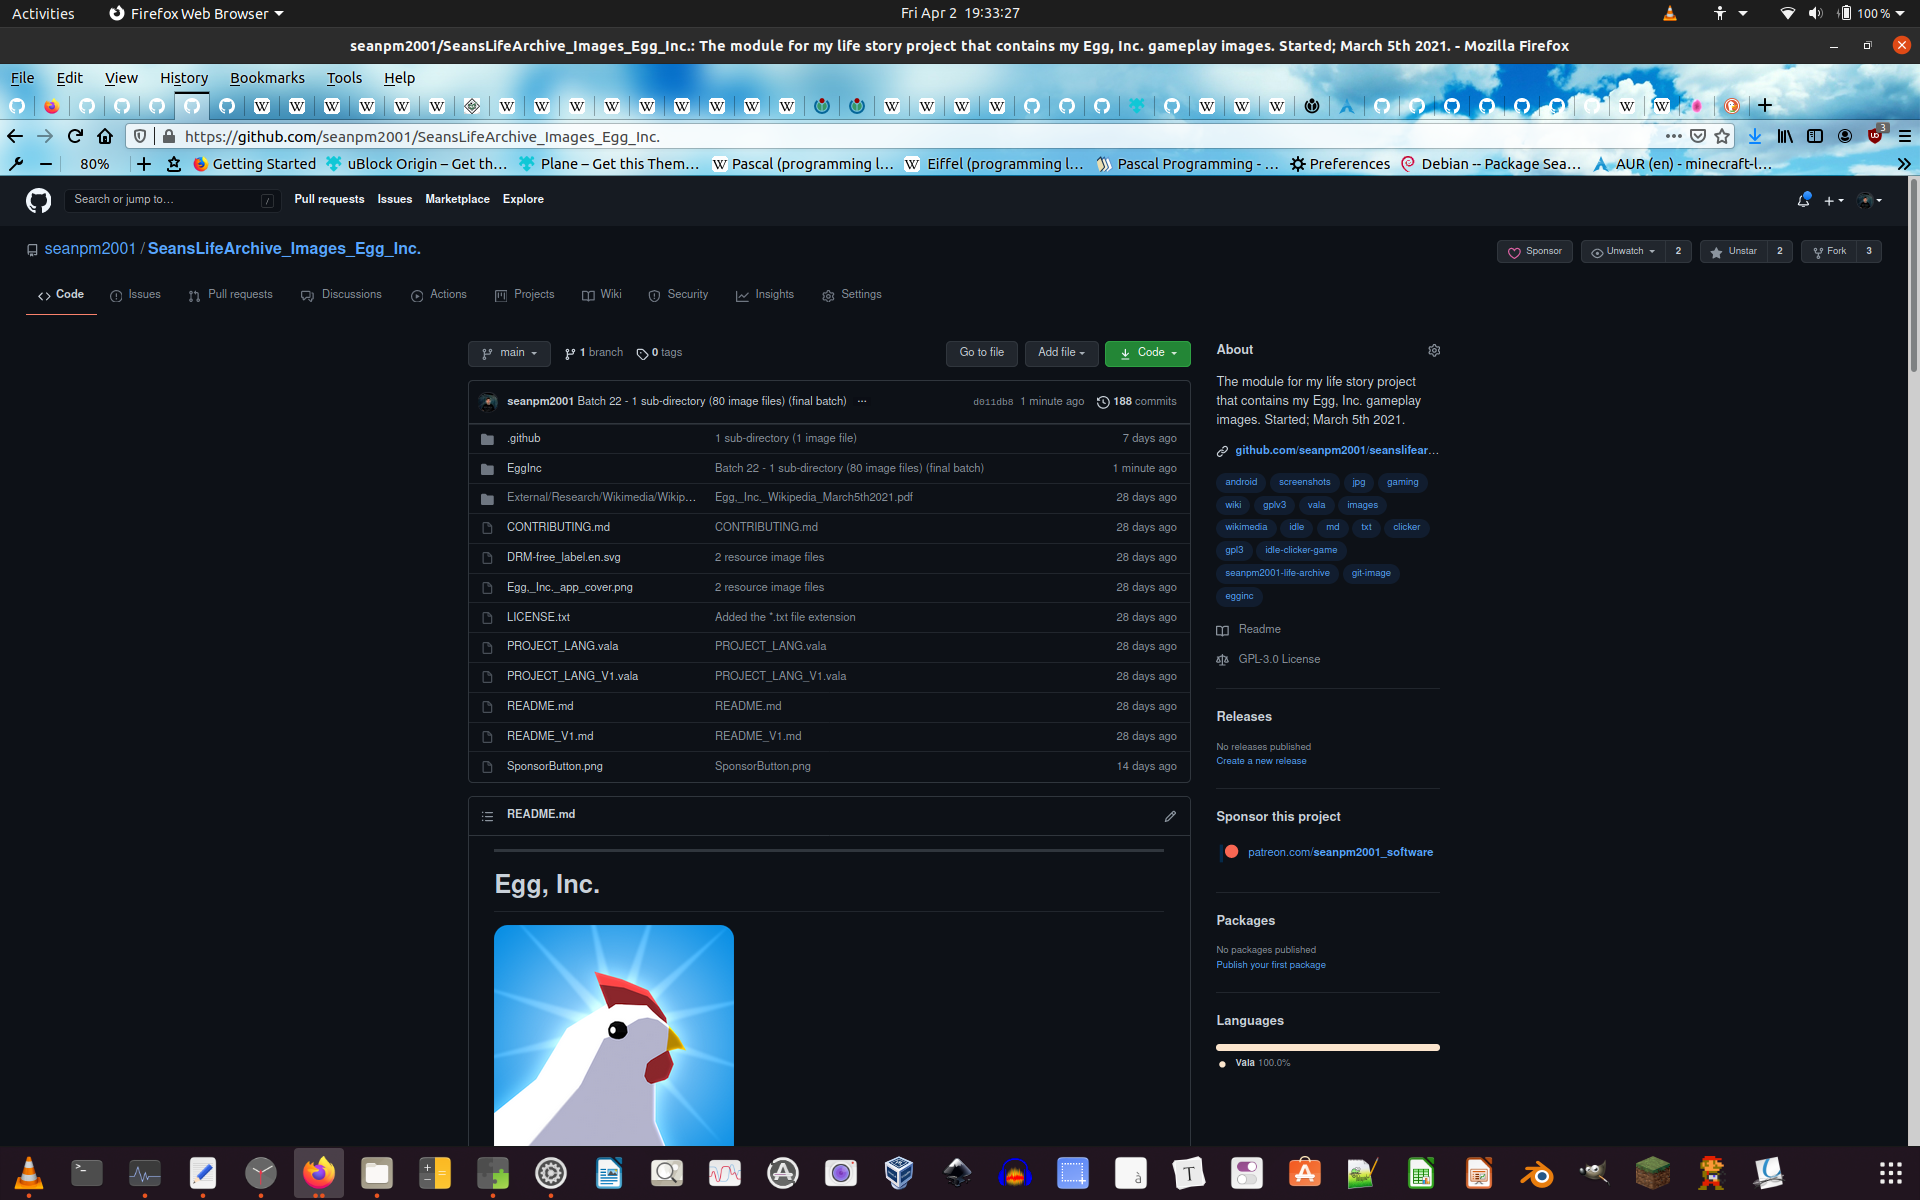 Activities Firefox Web Browser Fri Apr 2 19:33:27 100 %
seanpm2001/SeansLifeArchive_Images_Egg_Inc.: The module for my life story project that contains my Egg, Inc. gameplay images. Started; March 5th 2021. - Mozilla Firefox
File Edit View History Bookmarks Tools Help
https://github.com/seanpm2001/SeansLifeArchive_Images_Egg_Inc. 3
80% Getting Started uBlock Origin – Get th… Plane – Get this Them… Pascal (programming l… Eiffel (programming l… Pascal Programming - … Preferences Debian -- Package Sea… AUR (en) - minecraft-l…
Search or jump to… / Pull requests Issues Marketplace Explore
seanpm2001 / SeansLifeArchive_Images_Egg_Inc. Sponsor Unwatch 2 Unstar 2 Fork 3
Code Issues Pull requests Discussions Actions Projects Wiki Security Insights Settings
main 1 branch 0 tags Go to file Add file Code
seanpm2001 Batch 22 - 1 sub-directory (80 image files) (final batch) ... d011db8 1 minute ago 188 commits
.github 1 sub-directory (1 image file) 7 days ago
EggInc Batch 22 - 1 sub-directory (80 image files) (final batch) 1 minute ago
External/Research/Wikimedia/Wikip... Egg,_Inc._Wikipedia_March5th2021.pdf 28 days ago
CONTRIBUTING.md CONTRIBUTING.md 28 days ago
DRM-free_label.en.svg 2 resource image files 28 days ago
Egg,_Inc._app_cover.png 2 resource image files 28 days ago
LICENSE.txt Added the *.txt file extension 28 days ago
PROJECT_LANG.vala PROJECT_LANG.vala 28 days ago
PROJECT_LANG_V1.vala PROJECT_LANG_V1.vala 28 days ago
README.md README.md 28 days ago
README_V1.md README_V1.md 28 days ago
SponsorButton.png SponsorButton.png 14 days ago
README.md
Egg, Inc.
About
The module for my life story project
that contains my Egg, Inc. gameplay
images. Started; March 5th 2021.
github.com/seanpm2001/seanslifear…
android screenshots jpg gaming
wiki gplv3 vala images
wikimedia idle md txt clicker
gpl3 idle-clicker-game
seanpm2001-life-archive git-image
egginc
Readme
GPL-3.0 License
Releases
No releases published
Create a new release
Sponsor this project
patreon.com/seanpm2001_software
Packages
No packages published
Publish your first package
Languages
Vala 100.0%